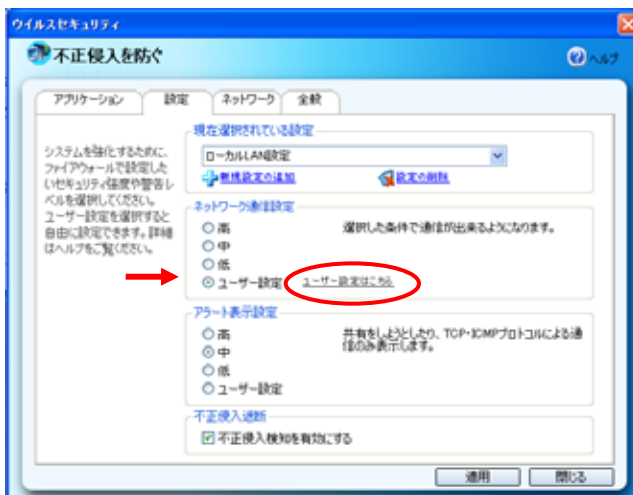 ウイルスセキュリティ
不正侵入を防ぐ
ヘルプ
アプリケーション 設定 ネットワーク 全般
システムを強化するために、
ファイアウォールで設定した
いセキュリティ強度や警告レ
ベルを選択してください。
ユーザー設定を選択すると
自由に設定できます。詳細
はヘルプをご覧ください。
現在選択されている設定
ローカルLAN設定
新規設定の追加 設定の削除
ネットワーク通信設定
高 選択した条件で通信が出来るようになります。
中
低
ユーザー設定 ユーザー設定はこちら
アラート表示設定
高 共有をしようとしたり、TCP・ICMPプロトコルによる通
信のみ表示します。
中
低
ユーザー設定
不正侵入遮断
不正侵入検知を有効にする
適用 閉じる